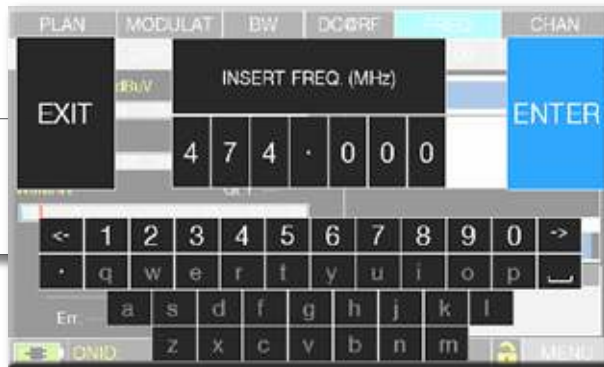 PLAN MODULAT BW DC@RF FREQ CHAN
EXIT
dBuV
INSERT FREQ. (MHz)
ENTER
4 7 4 . 0 0 0
<- 1 2 3 4 5 6 7 8 9 0 ->
. q w e r t y u i o p
a s d f g h j k l
Err.
z x c v b n m
ONID MENU